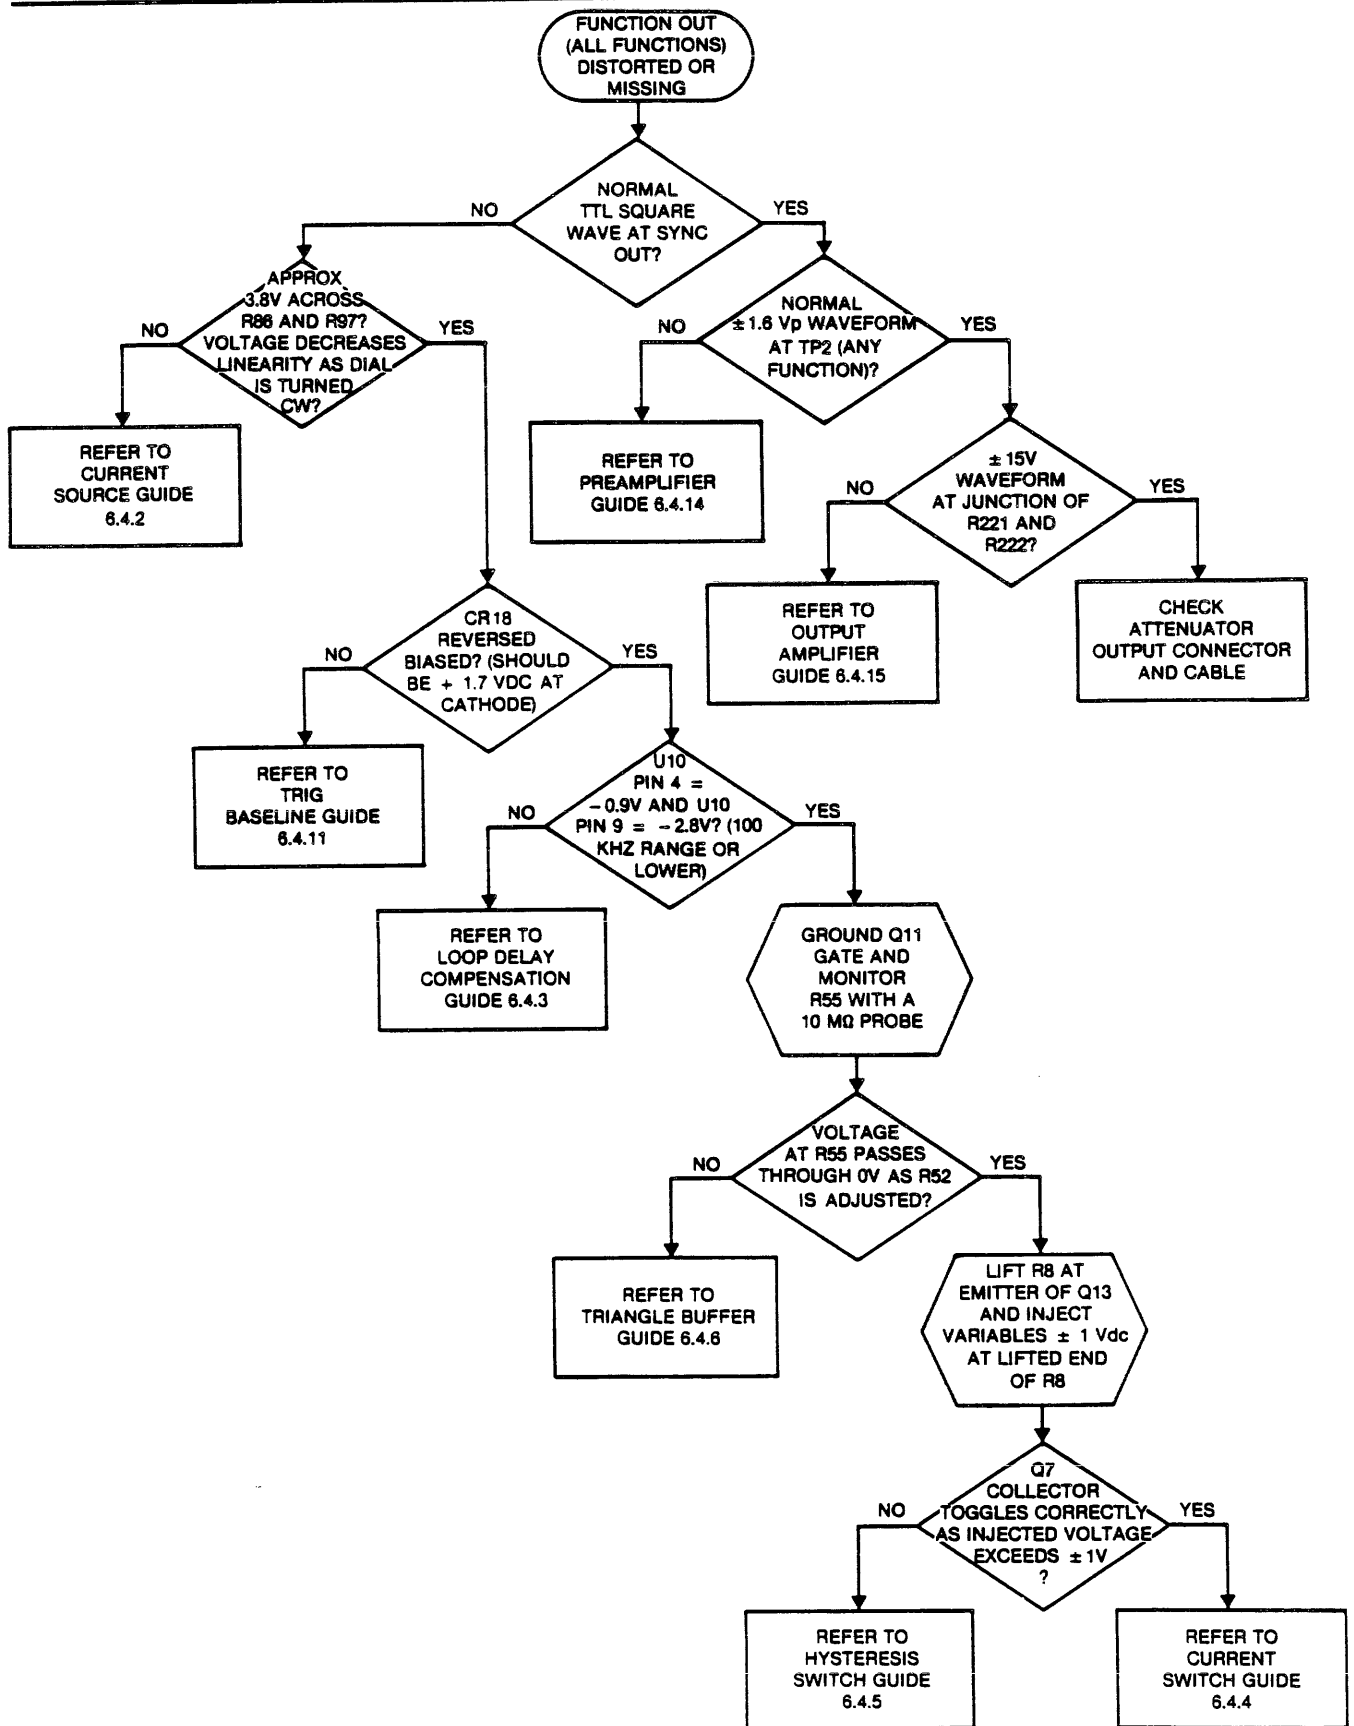 FUNCTION OUT
(ALL FUNCTIONS)
DISTORTED OR
MISSING
NORMAL
TTL SQUARE
WAVE AT SYNC
OUT?
NO
YES
APPROX
3.8V ACROSS
R86 AND R97?
VOLTAGE DECREASES
LINEARITY AS DIAL
IS TURNED
CW?
NO
YES
NORMAL
±1.6 Vp WAVEFORM
AT TP2 (ANY
FUNCTION)?
NO
YES
REFER TO
CURRENT
SOURCE GUIDE
6.4.2
REFER TO
PREAMPLIFIER
GUIDE 6.4.14
± 15V
WAVEFORM
AT JUNCTION OF
R221 AND
R222?
NO
YES
REFER TO
OUTPUT
AMPLIFIER
GUIDE 6.4.15
CHECK
ATTENUATOR
OUTPUT CONNECTOR
AND CABLE
CR18
REVERSED
BIASED? (SHOULD
BE + 1.7 VDC AT
CATHODE)
NO
YES
REFER TO
TRIG
BASELINE GUIDE
6.4.11
U10
PIN 4 =
-0.9V AND U10
PIN 9 = -2.8V? (100
KHZ RANGE OR
LOWER)
NO
YES
REFER TO
LOOP DELAY
COMPENSATION
GUIDE 6.4.3
GROUND Q11
GATE AND
MONITOR
R55 WITH A
10 MΩ PROBE
VOLTAGE
AT R55 PASSES
THROUGH 0V AS R52
IS ADJUSTED?
NO
YES
REFER TO
TRIANGLE BUFFER
GUIDE 6.4.6
LIFT R8 AT
EMITTER OF Q13
AND INJECT
VARIABLES ± 1 Vdc
AT LIFTED END
OF R8
Q7
COLLECTOR
TOGGLES CORRECTLY
AS INJECTED VOLTAGE
EXCEEDS ±1V
?
NO
YES
REFER TO
HYSTERESIS
SWITCH GUIDE
6.4.5
REFER TO
CURRENT
SWITCH GUIDE
6.4.4